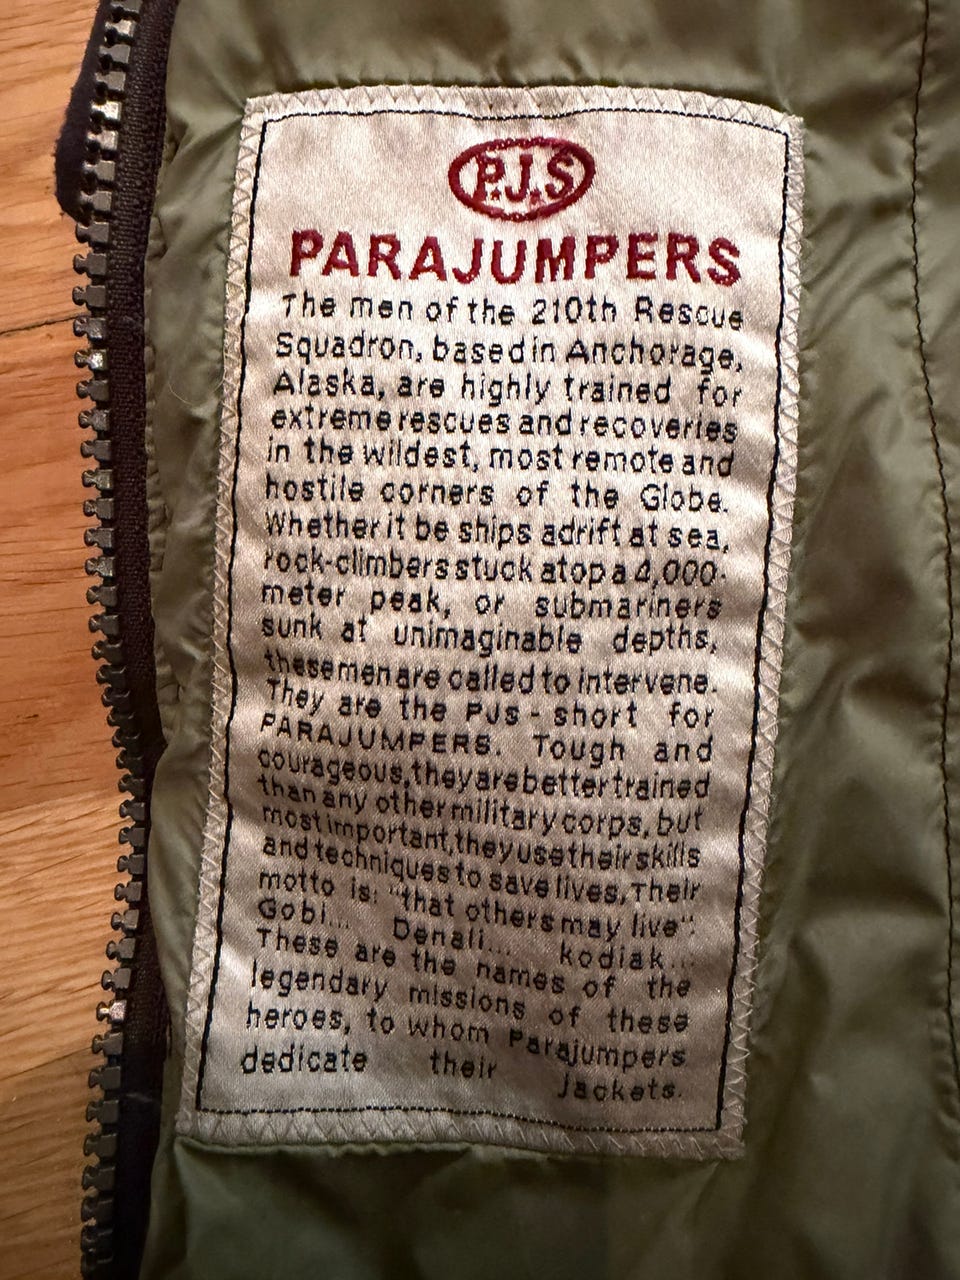 P.J.S
PARAJUMPERS
The men of the 210th Rescue
Squadron, based in Anchorage,
Alaska, are highly trained for
extreme rescues and recoveries
in the wildest, most remote and
hostile corners of the Globe.
Whether it be ships adrift at sea,
rock-climbers stuck atop a 4,000-
meter peak, or submariners
sunk at unimaginable depths,
these men are called to intervene.
They are the PJs - short for
PARAJUMPERS. Tough and
courageous, they are better trained
than any other military corps, but
most important, they use their skills
and techniques to save lives, Their
motto is: "that others may live".
Gobi... Denali... kodiak...
These are the names of the
legendary missions of these
heroes, to whom Parajumpers
dedicate their Jackets.